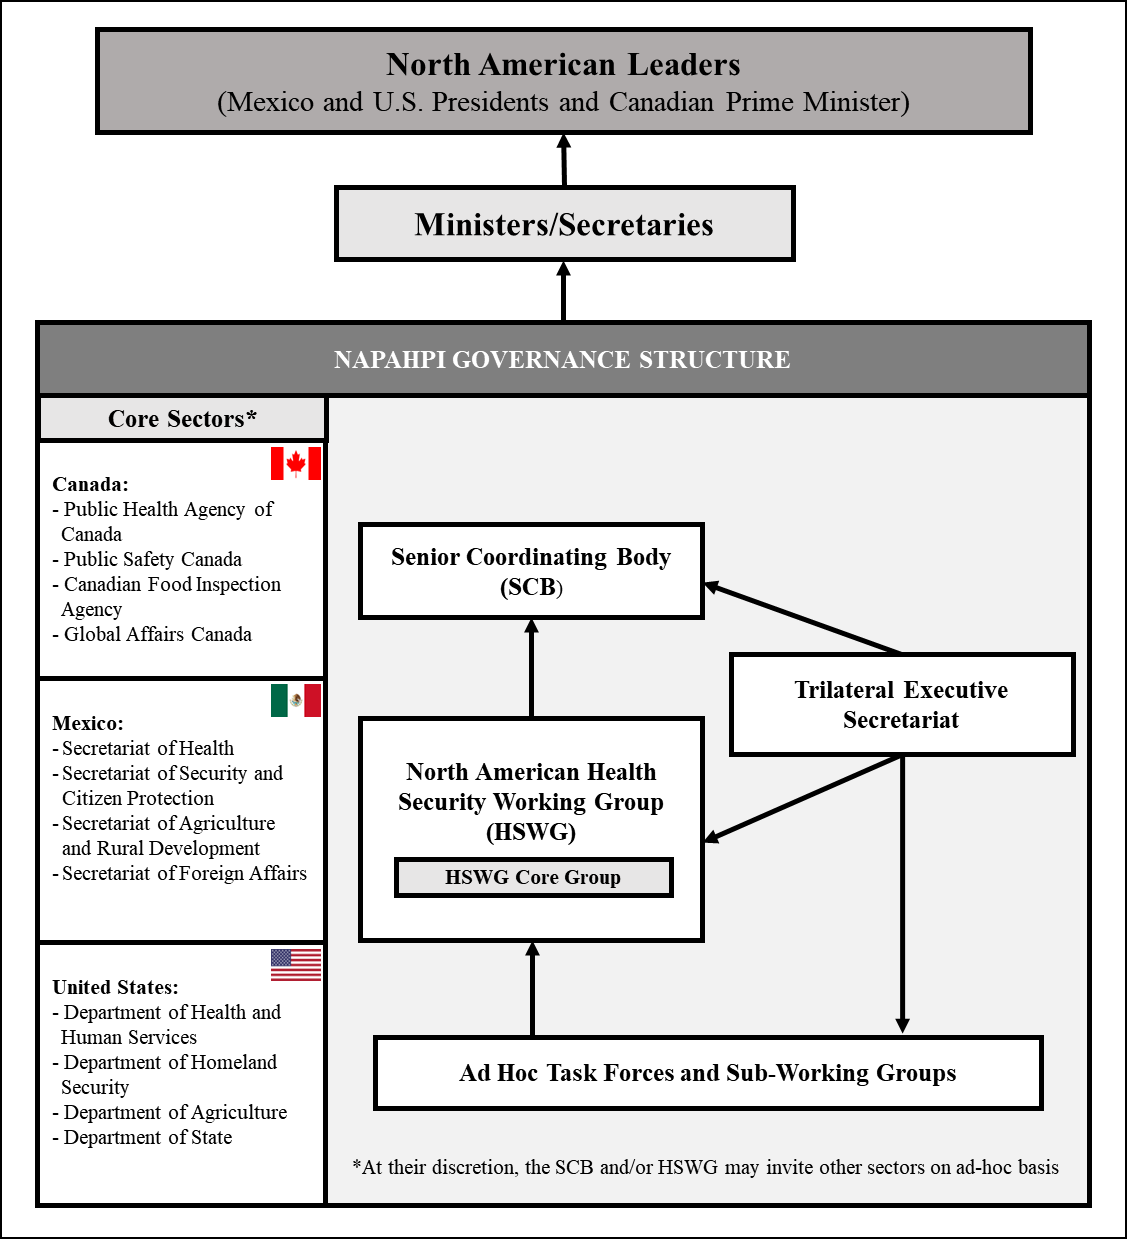 North American Leaders
(Mexico and U.S. Presidents and Canadian Prime Minister)
Ministers/Secretaries
NAPAHPI GOVERNANCE STRUCTURE
Core Sectors*
Canada:
- Public Health Agency of
Canada
- Public Safety Canada
- Canadian Food Inspection
Agency
- Global Affairs Canada
Mexico:
- Secretariat of Health
- Secretariat of Security and
Citizen Protection
- Secretariat of Agriculture
and Rural Development
- Secretariat of Foreign Affairs
United States:
- Department of Health and
Human Services
- Department of Homeland
Security
- Department of Agriculture
- Department of State
Senior Coordinating Body
(SCB)
Trilateral Executive
Secretariat
North American Health
Security Working Group
(HSWG)
HSWG Core Group
Ad Hoc Task Forces and Sub-Working Groups
*At their discretion, the SCB and/or HSWG may invite other sectors on ad-hoc basis